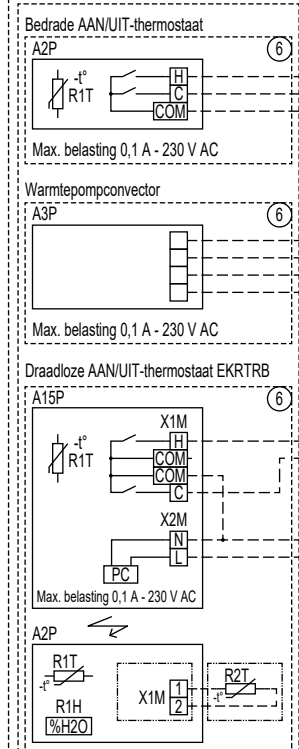 Bedrade AAN/UIT-thermostaat
A2P
6
-t°
R1T
H
C
COM
Max. belasting 0,1 A - 230 V AC
Warmtepompconvector
A3P
6
Max. belasting 0,1 A - 230 V AC
Draadloze AAN/UIT-thermostaat EKRTRB
A15P
6
X1M
-t°
R1T
H
COM
COM
C
X2M
N
L
PC
Max. belasting 0,1 A - 230 V AC
A2P
R1T
-t°
R2T
-t°
X1M
1
2
R1H
%H2O